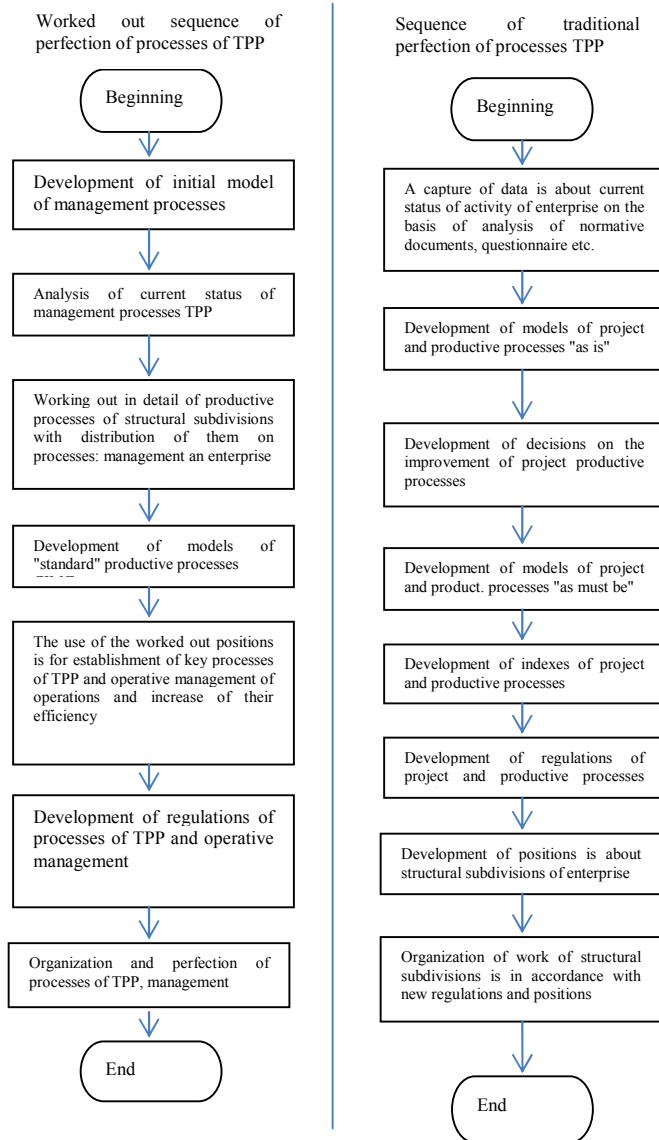 Worked out sequence of
perfection of processes of TPP
Beginning
Development of initial model
of management processes
Analysis of current status of
management processes TPP
Working out in detail of productive
processes of structural subdivisions
with distribution of them on
processes: management an enterprise
Development of models of
"standard" productive processes
The use of the worked out positions
is for establishment of key processes
of TPP and operative management of
operations and increase of their
efficiency
Development of regulations of
processes of TPP and operative
management
Organization and perfection of
processes of TPP, management
End
Sequence of traditional
perfection of processes TPP
Beginning
A capture of data is about current
status of activity of enterprise on the
basis of analysis of normative
documents, questionnaire etc.
Development of models of project
and productive processes "as is"
Development of decisions on the
improvement of project productive
processes
Development of models of project
and product. processes "as must be"
Development of indexes of project
and productive processes
Development of regulations of
project and productive processes
Development of positions is about
structural subdivisions of enterprise
Organization of work of structural
subdivisions is in accordance with
new regulations and positions
End